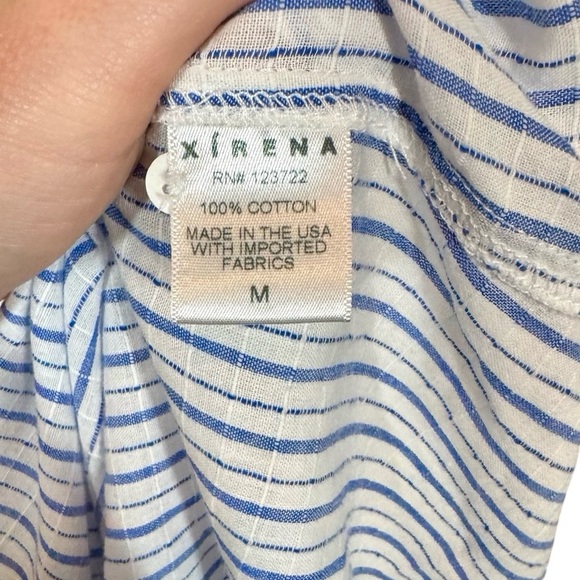 XíRENA
RN# 123722
100% COTTON
MADE IN THE USA
WITH IMPORTED
FABRICS
M